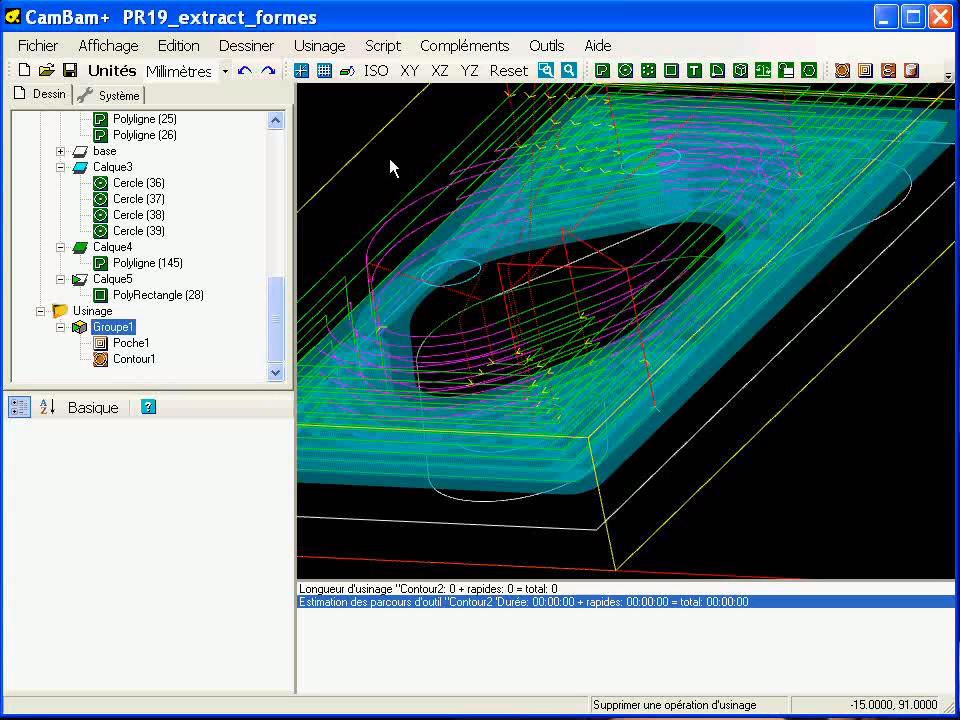 CamBam+ PR19_extract_formes
Fichier Affichage Edition Dessiner Usinage Script Compléments Outils Aide
Unités Millimètres ISO XY XZ YZ Reset
Dessin Système
Polyligne (25)
Polyligne (26)
base
Calque3
Cercle (36)
Cercle (37)
Cercle (38)
Cercle (39)
Calque4
Polyligne (145)
Calque5
PolyRectangle (28)
Usinage
Groupe1
Poche1
Contour1
Basique
Longueur d'usinage ''Contour2: 0 + rapides: 0 = total: 0
Estimation des parcours d'outil ''Contour2 'Durée: 00:00:00 + rapides: 00:00:00 = total: 00:00:00
Supprimer une opération d'usinage
-15.0000, 91.0000